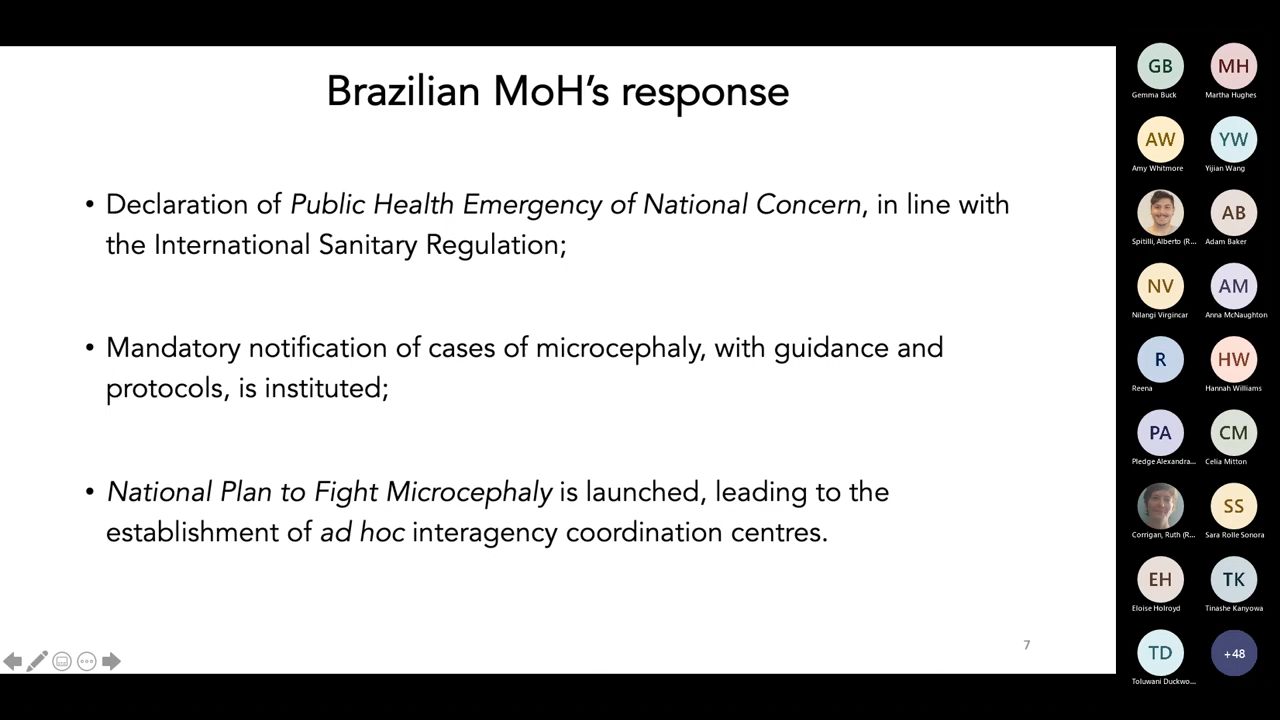 Brazilian MoH's response
• Declaration of Public Health Emergency of National Concern, in line with
the International Sanitary Regulation;
• Mandatory notification of cases of microcephaly, with guidance and
protocols, is instituted;
• National Plan to Fight Microcephaly is launched, leading to the
establishment of ad hoc interagency coordination centres.
7
GB
Gemma Buck
MH
Martha Hughes
AW
Amy Whitmore
YW
Yijian Wang
Spitilli, Alberto (R...
AB
Adam Baker
NV
Nilangi Virgincar
AM
Anna McNaughton
R
Reena
HW
Hannah Williams
PA
Pledge Alexandra...
CM
Celia Mitton
Corrigan, Ruth (R...
SS
Sara Rolle Sonora
EH
Eloise Holroyd
TK
Tinashe Kanyowa
TD
Toluwani Duckwo...
+48